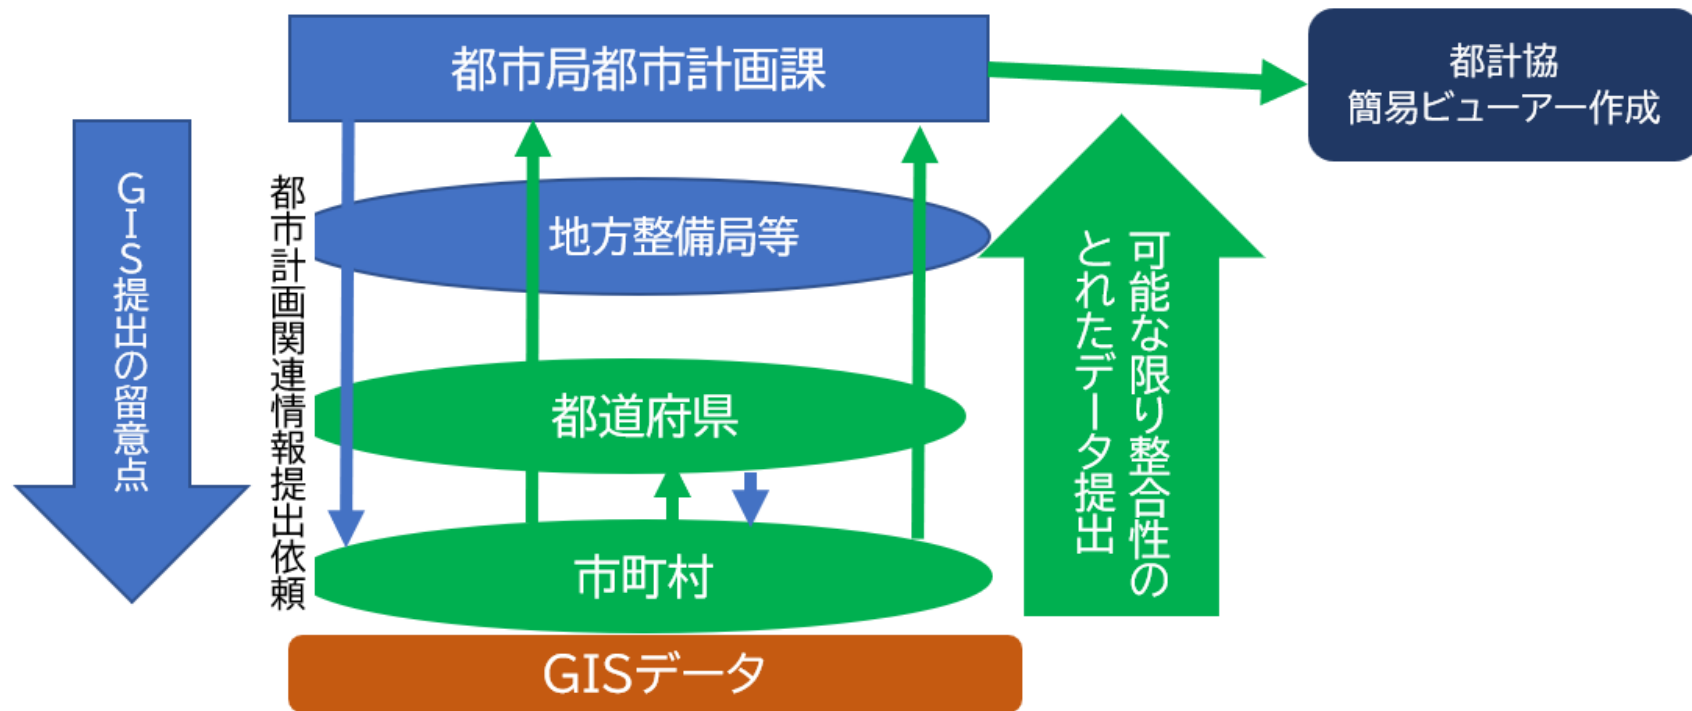 都市局都市計画課
都計協
簡易ビューアー作成
GIS提出の留意点
都市計画関連情報提出依頼
地方整備局等
都道府県
市町村
可能な限り整合性の
とれたデータ提出
GISデータ